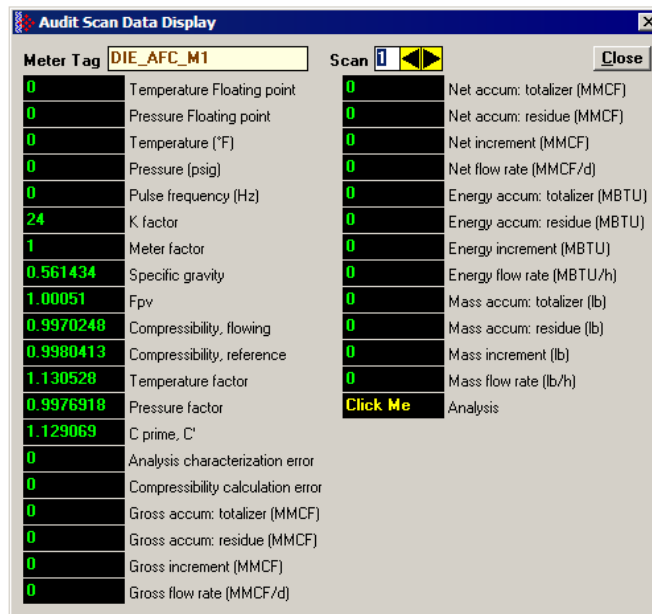 Audit Scan Data Display
Meter Tag DIE_AFC_M1 Scan 1 Close
0 Temperature Floating point
0 Pressure Floating point
0 Temperature (°F)
0 Pressure (psig)
0 Pulse frequency (Hz)
24 K factor
1 Meter factor
0.561434 Specific gravity
1.00051 Fpv
0.9970248 Compressibility, flowing
0.9980413 Compressibility, reference
1.130528 Temperature factor
0.9976918 Pressure factor
1.129069 C prime, C'
0 Analysis characterization error
0 Compressibility calculation error
0 Gross accum: totalizer (MMCF)
0 Gross accum: residue (MMCF)
0 Gross increment (MMCF)
0 Gross flow rate (MMCF/d)
0 Net accum: totalizer (MMCF)
0 Net accum: residue (MMCF)
0 Net increment (MMCF)
0 Net flow rate (MMCF/d)
0 Energy accum: totalizer (MBTU)
0 Energy accum: residue (MBTU)
0 Energy increment (MBTU)
0 Energy flow rate (MBTU/h)
0 Mass accum: totalizer (lb)
0 Mass accum: residue (lb)
0 Mass increment (lb)
0 Mass flow rate (lb/h)
Click Me Analysis